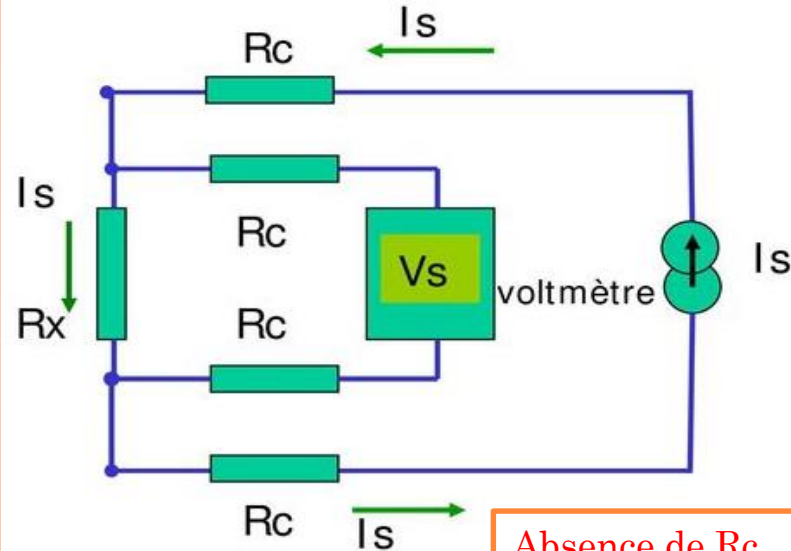 Is
Rc
Is
Rc
Vs
voltmètre
Is
Rx
Rc
Rc
Is
Absence de Rc